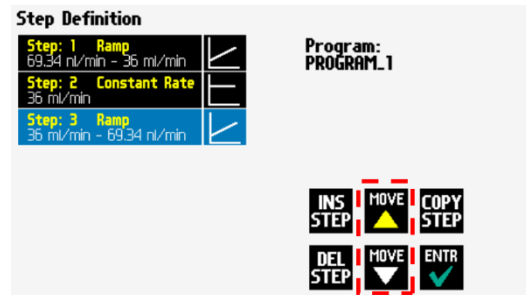 Step Definition
Step: 1 Ramp
69.34 nl/min - 36 ml/min
Step: 2 Constant Rate
36 ml/min
Step: 3 Ramp
36 ml/min - 69.34 nl/min
Program:
PROGRAM_1
INS STEP
MOVE
COPY STEP
DEL STEP
MOVE
ENTR